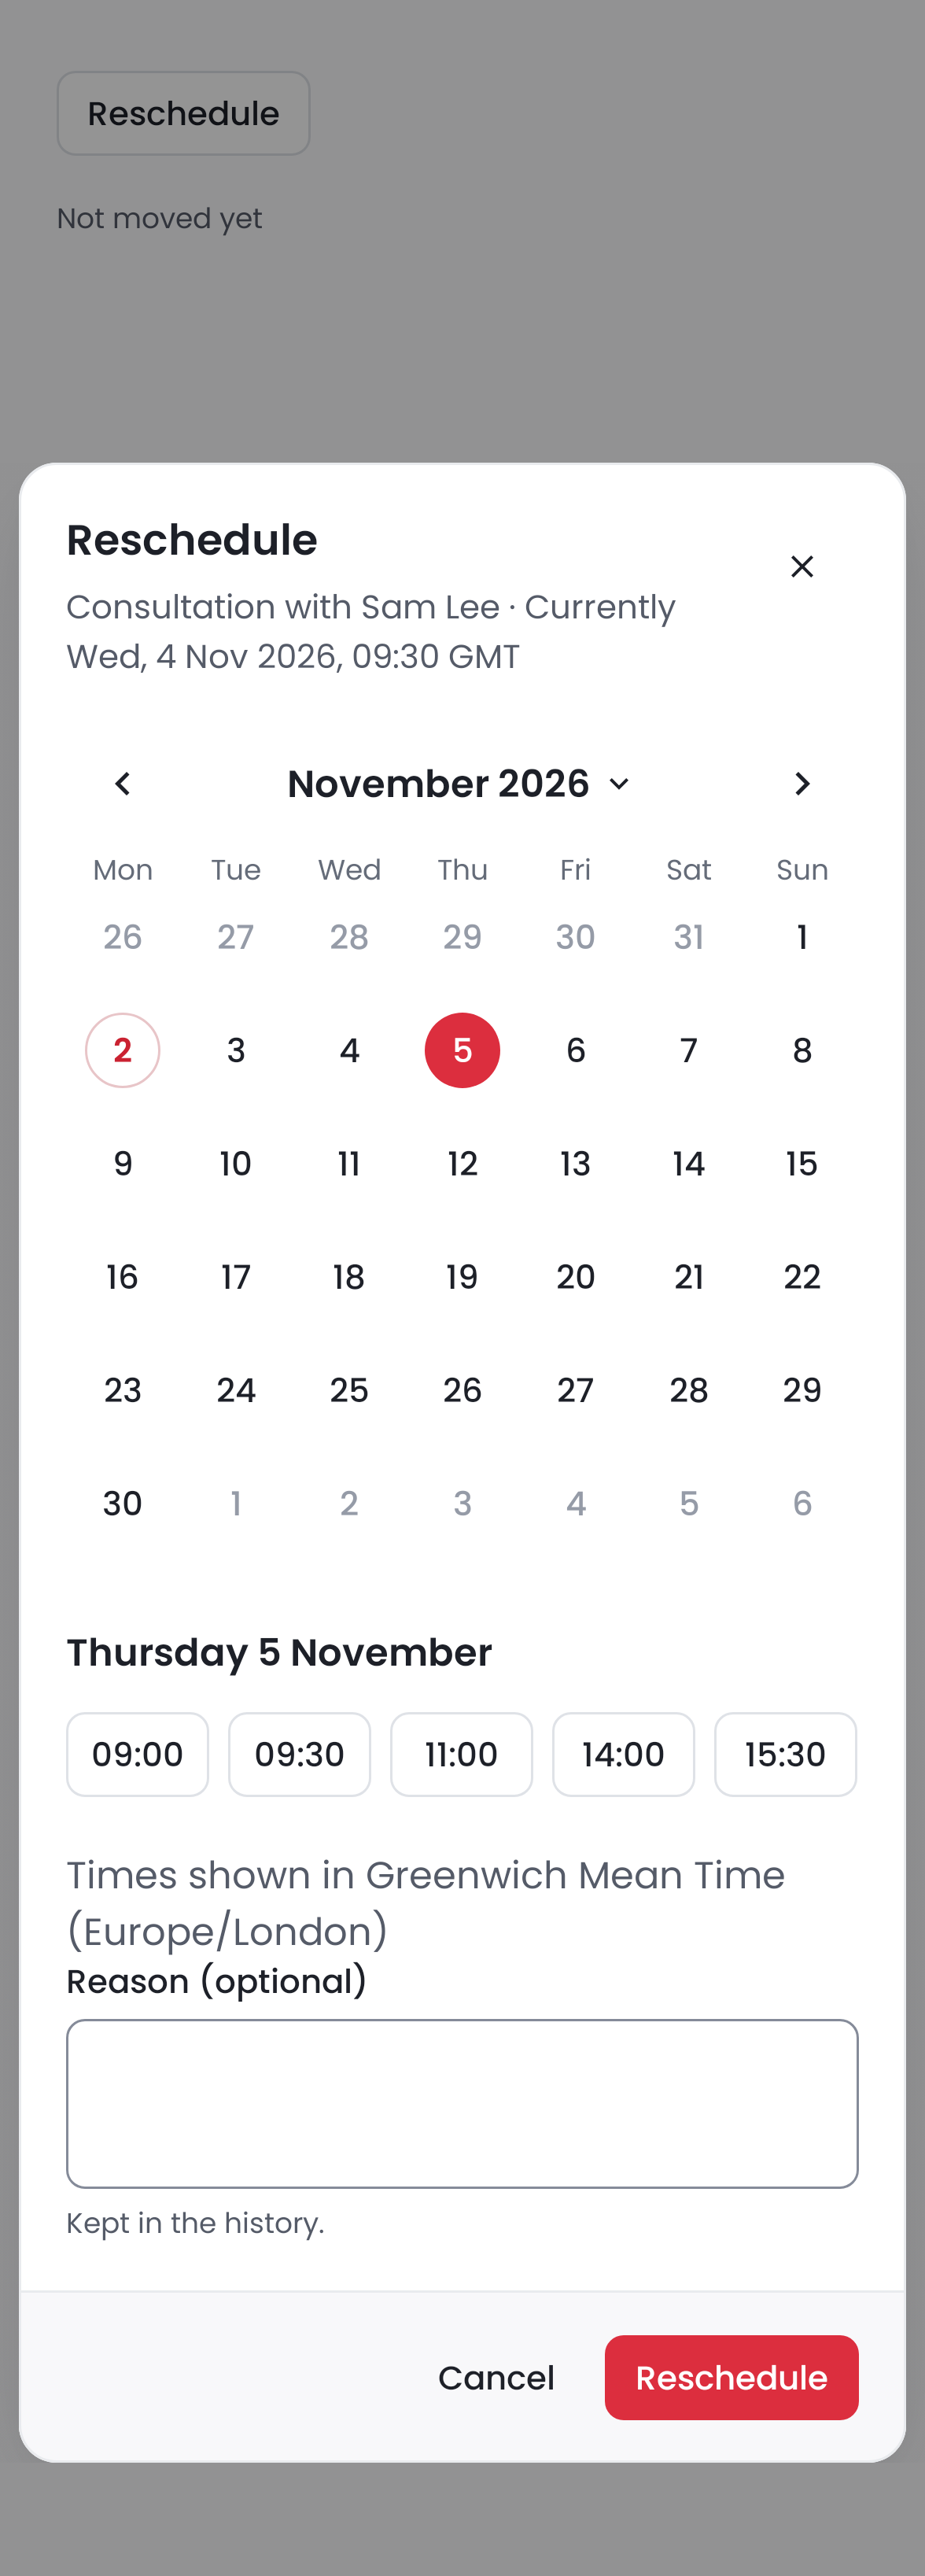 Reschedule
Not moved yet
Reschedule
Consultation with Sam Lee · Currently
Wed, 4 Nov 2026, 09:30 GMT
November 2026
Mon Tue Wed Thu Fri Sat Sun
26 27 28 29 30 31 1
2 3 4 5 6 7 8
9 10 11 12 13 14 15
16 17 18 19 20 21 22
23 24 25 26 27 28 29
30 1 2 3 4 5 6
Thursday 5 November
09:00 09:30 11:00 14:00 15:30
Times shown in Greenwich Mean Time
(Europe/London)
Reason (optional)
Kept in the history.
Cancel Reschedule